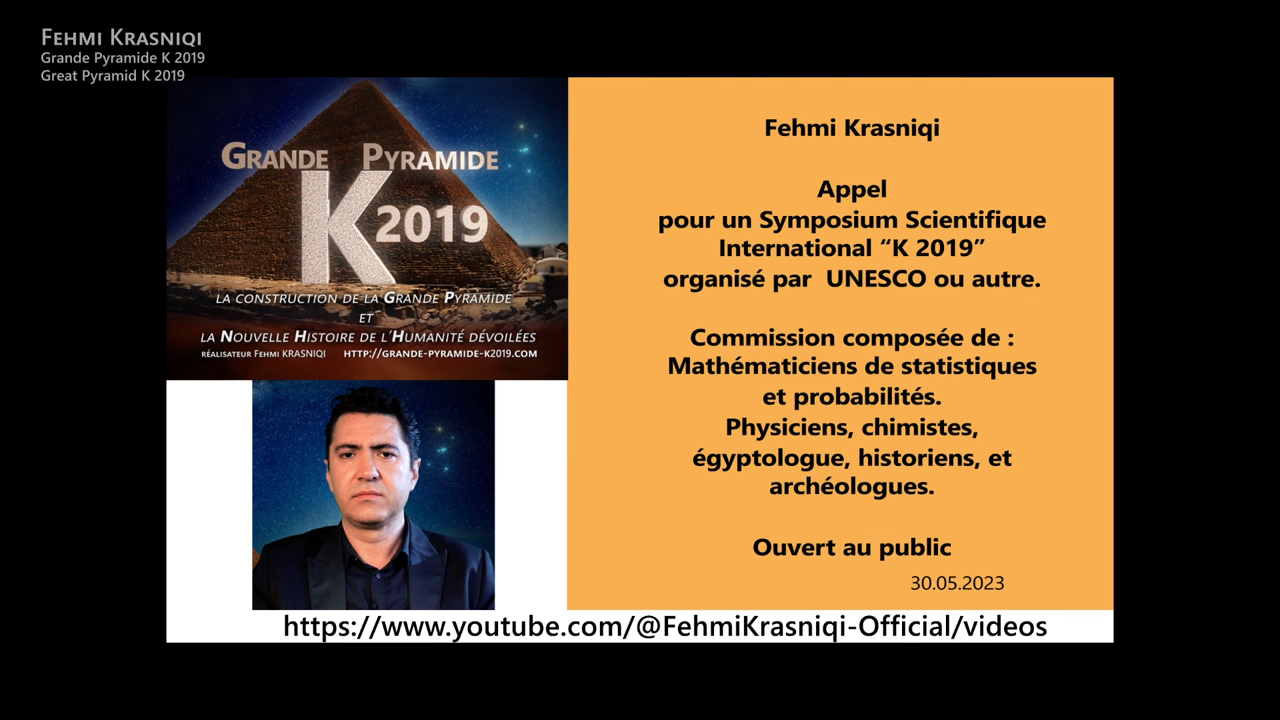 Fehmi Krasniqi
Grande Pyramide K 2019
Great Pyramid K 2019
Grande Pyramide
K 2019
la construction de la Grande Pyramide
et
la Nouvelle Histoire de l'Humanité dévoilées
réalisateur Fehmi KRASNIQI http://grande-pyramide-k2019.com
Fehmi Krasniqi
Appel
pour un Symposium Scientifique
International “K 2019”
organisé par UNESCO ou autre.
Commission composée de :
Mathématiciens de statistiques
et probabilités.
Physiciens, chimistes,
égyptologue, historiens, et
archéologues.
Ouvert au public
30.05.2023
https://www.youtube.com/@FehmiKrasniqi-Official/videos